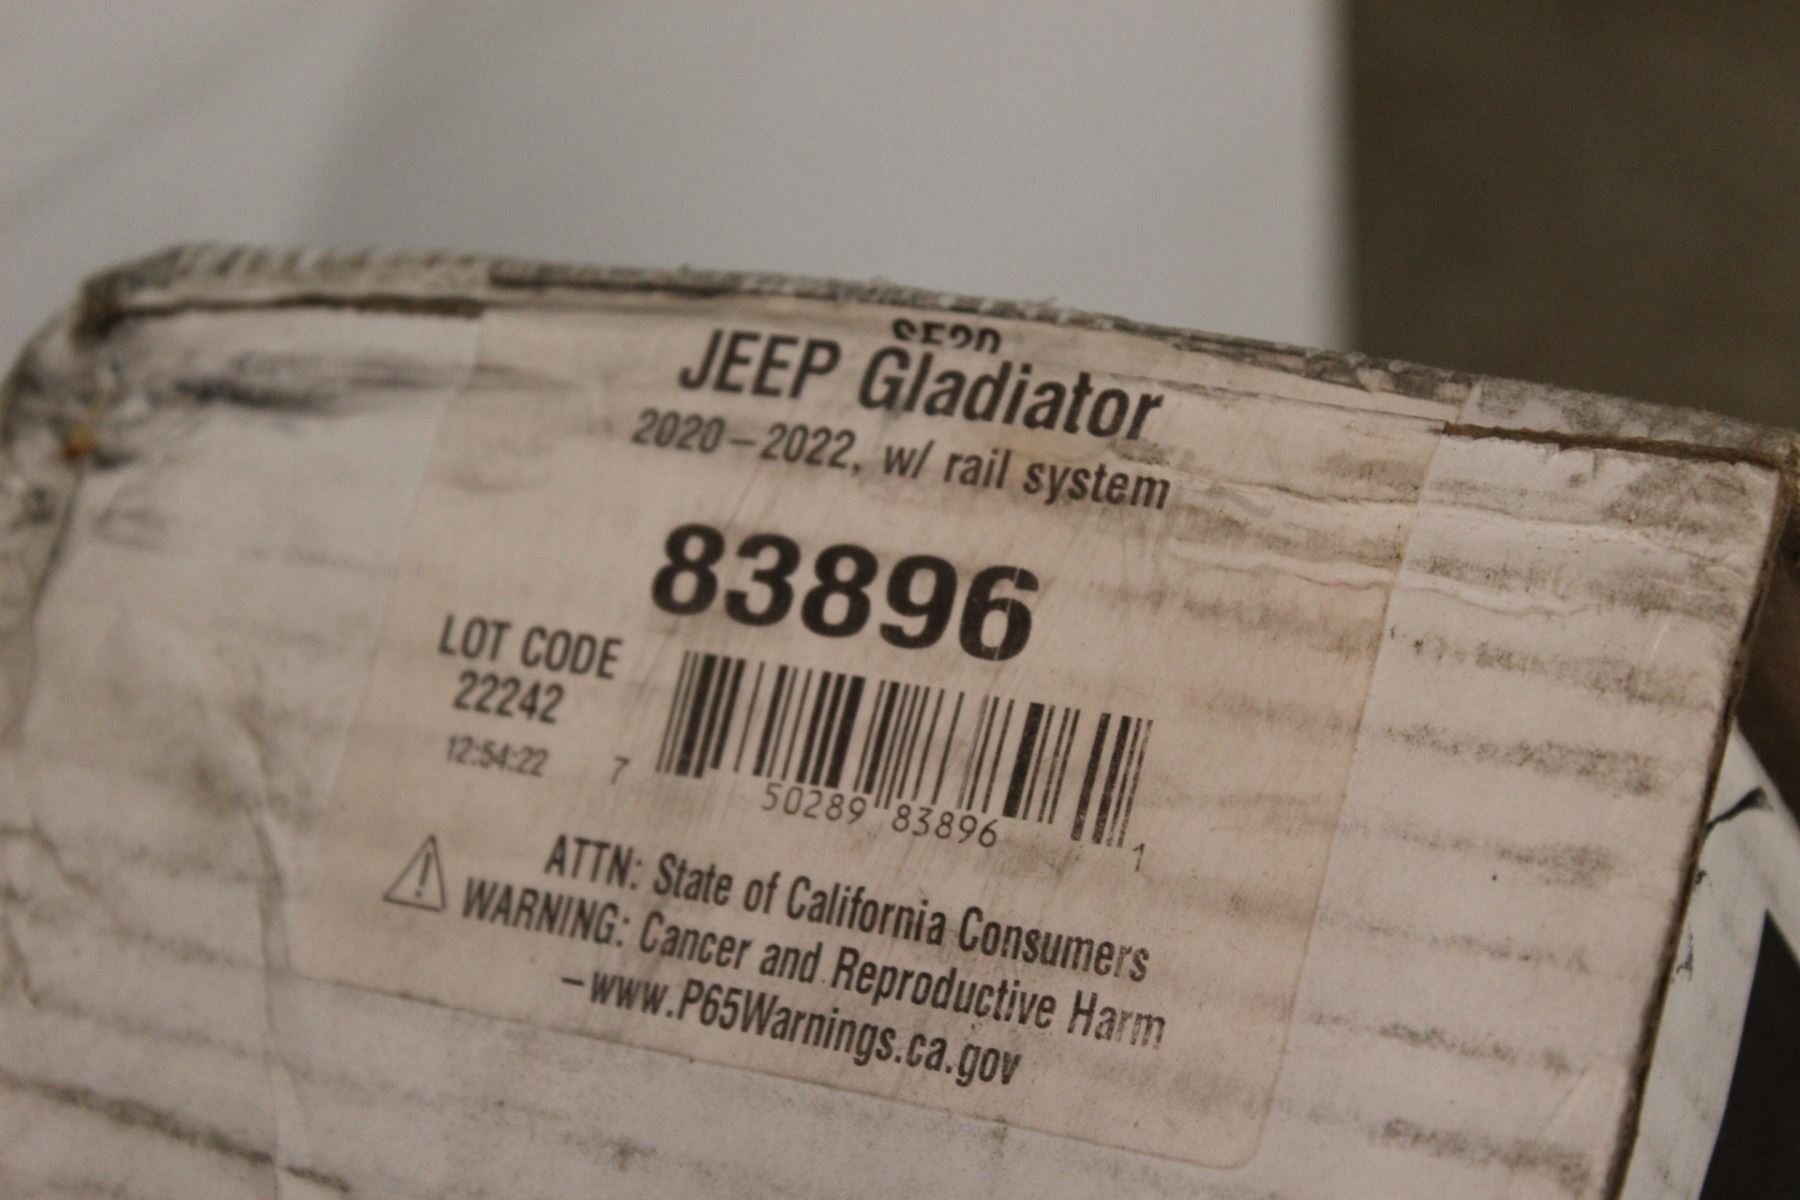 JEEP Gladiator
2020–2022, w/ rail system
83896
LOT CODE
22242
12:54:22
7 50289 83896 1
ATTN: State of California Consumers
WARNING: Cancer and Reproductive Harm
–www.P65Warnings.ca.gov